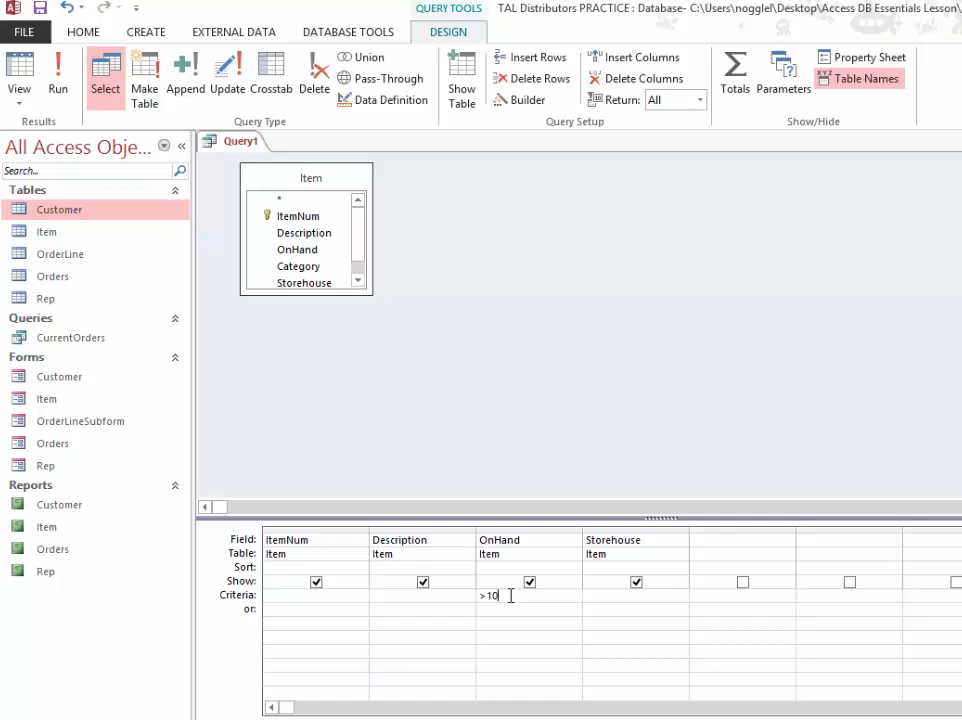 QUERY TOOLS TAL Distributors PRACTICE : Database- C:\Users\nogglel\Desktop\Access DB Essentials Lesson\
FILE HOME CREATE EXTERNAL DATA DATABASE TOOLS DESIGN
View Run Select Make Table Append Update Crosstab Delete
Union
Pass-Through
Data Definition
Show Table
Insert Rows
Delete Rows
Builder
Insert Columns
Delete Columns
Return: All
Totals Parameters
Property Sheet
XYZ Table Names
Results Query Type Query Setup Show/Hide
All Access Obje... «
Search...
Tables
Customer
Item
OrderLine
Orders
Rep
Queries
CurrentOrders
Forms
Customer
Item
OrderLineSubform
Orders
Rep
Reports
Customer
Item
Orders
Rep
Query1
Item
*
ItemNum
Description
OnHand
Category
Storehouse
Field: ItemNum Description OnHand Storehouse
Table: Item Item Item Item
Sort:
Show:
Criteria: >10
or: